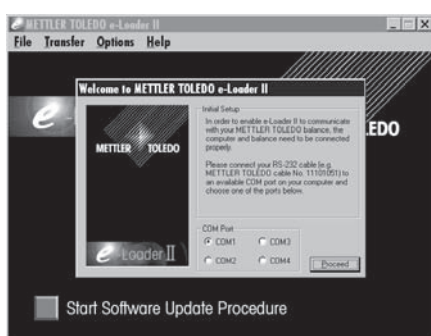 METTLER TOLEDO e-Loader II
File Transfer Options Help
Welcome to METTLER TOLEDO e-Loader II
Initial Setup
In order to enable e-Loader II to communicate
with your METTLER TOLEDO balance, the
computer and balance need to be connected
properly.
Please connect your RS-232 cable (e.g.
METTLER TOLEDO cable No. 11101051) to
an available COM port on your computer and
choose one of the ports below.
METTLER TOLEDO
e
LEDO
COM Port
COM1 COM3
COM2 COM4
e Loader II
Proceed
Start Software Update Procedure